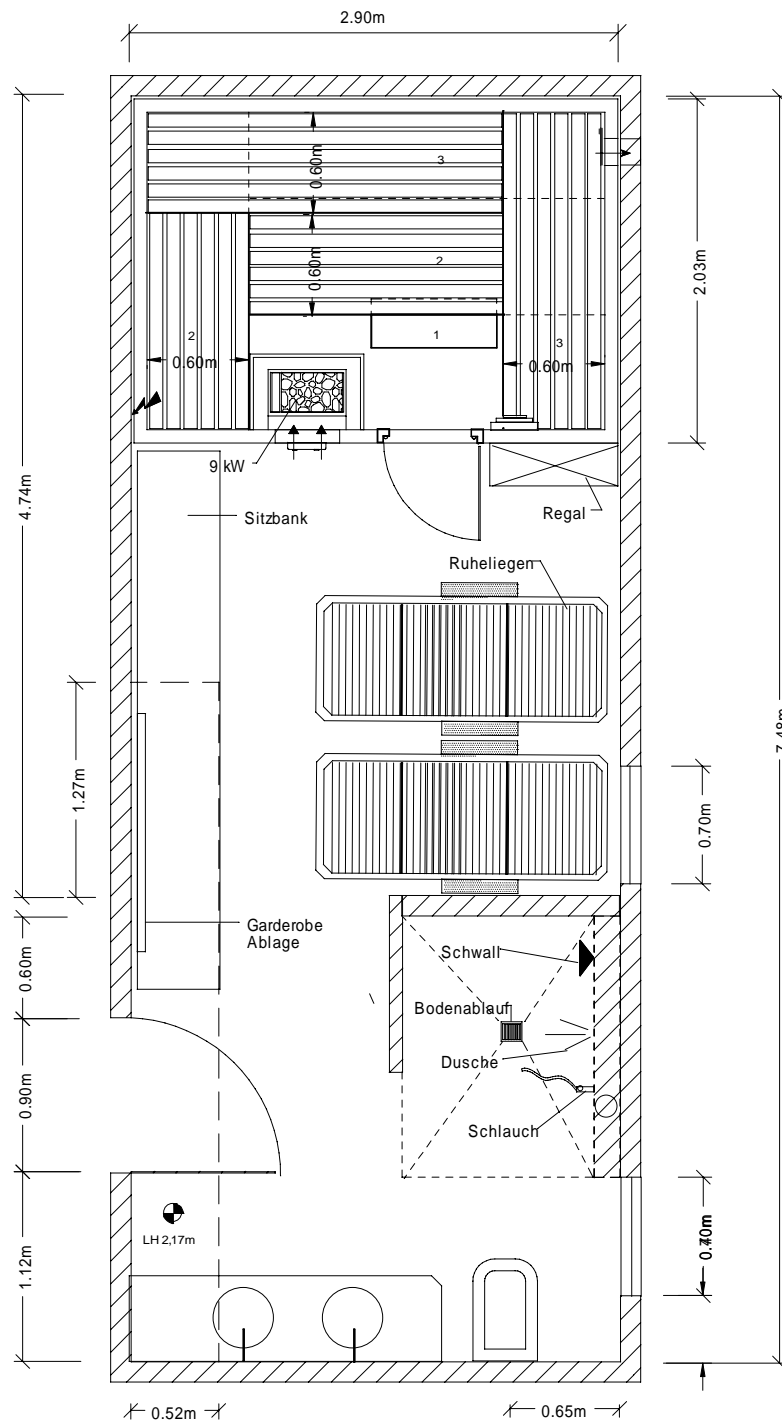 2.90m
3
0.60m
2
0.60m
1
2
0.60m
3
0.60m
2.03m
9 kW
4.74m
Sitzbank
Regal
Ruheliegen
7.48m
1.27m
0.70m
Garderobe
Ablage
Schwall
0.60m
Bodenablauf
Dusche
0.90m
Schlauch
LH 2,17m
1.12m
0.52m
0.65m